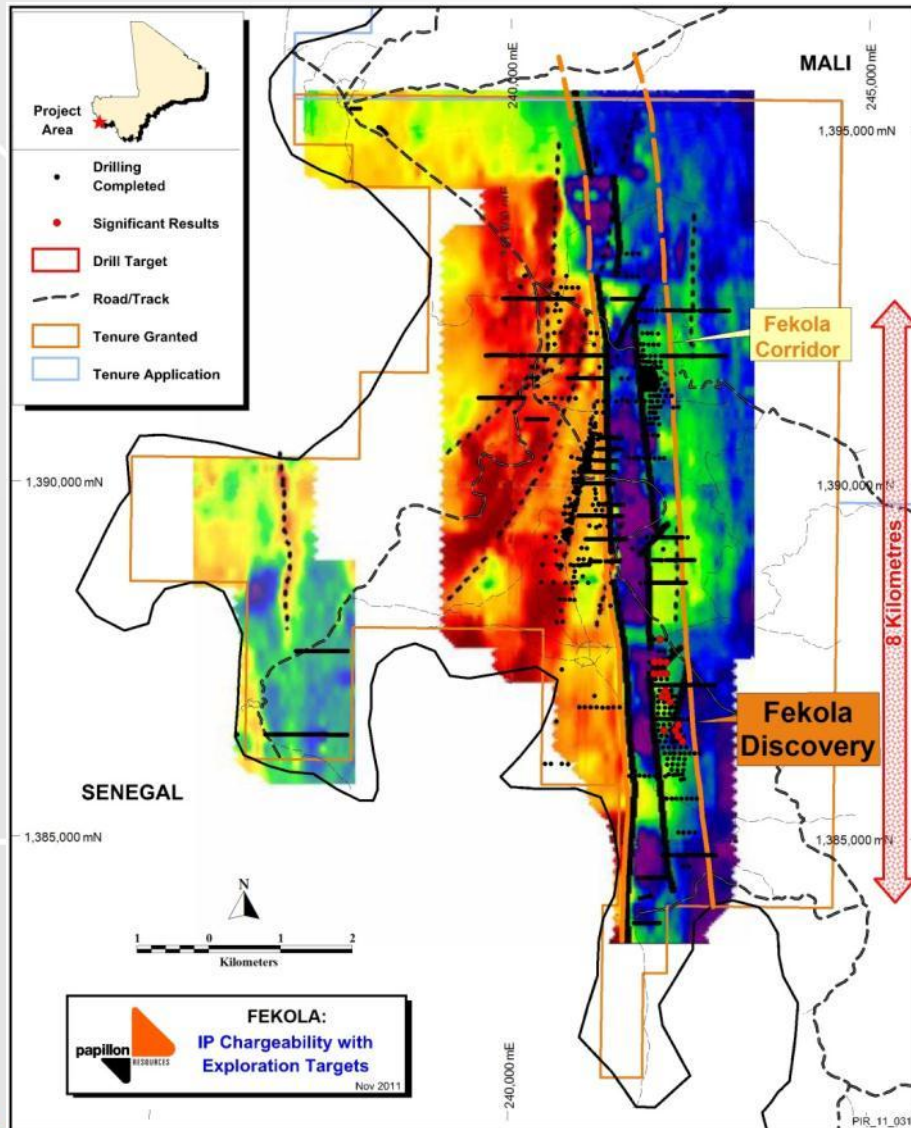 Project
Area
Drilling
Completed
Significant Results
Drill Target
Road/Track
Tenure Granted
Tenure Application
MALI
240,000 mE
245,000 mE
1,395,000 mN
Fekola
Corridor
1,390,000 mN
1,390,000 mN
8 Kilometres
Fekola
Discovery
SENEGAL
1,385,000 mN
1,385,000 mN
N
1 0 1 2
Kilometers
papillon
RESOURCES
FEKOLA:
IP Chargeability with
Exploration Targets
Nov 2011
240,000 mE
PIR_11_031